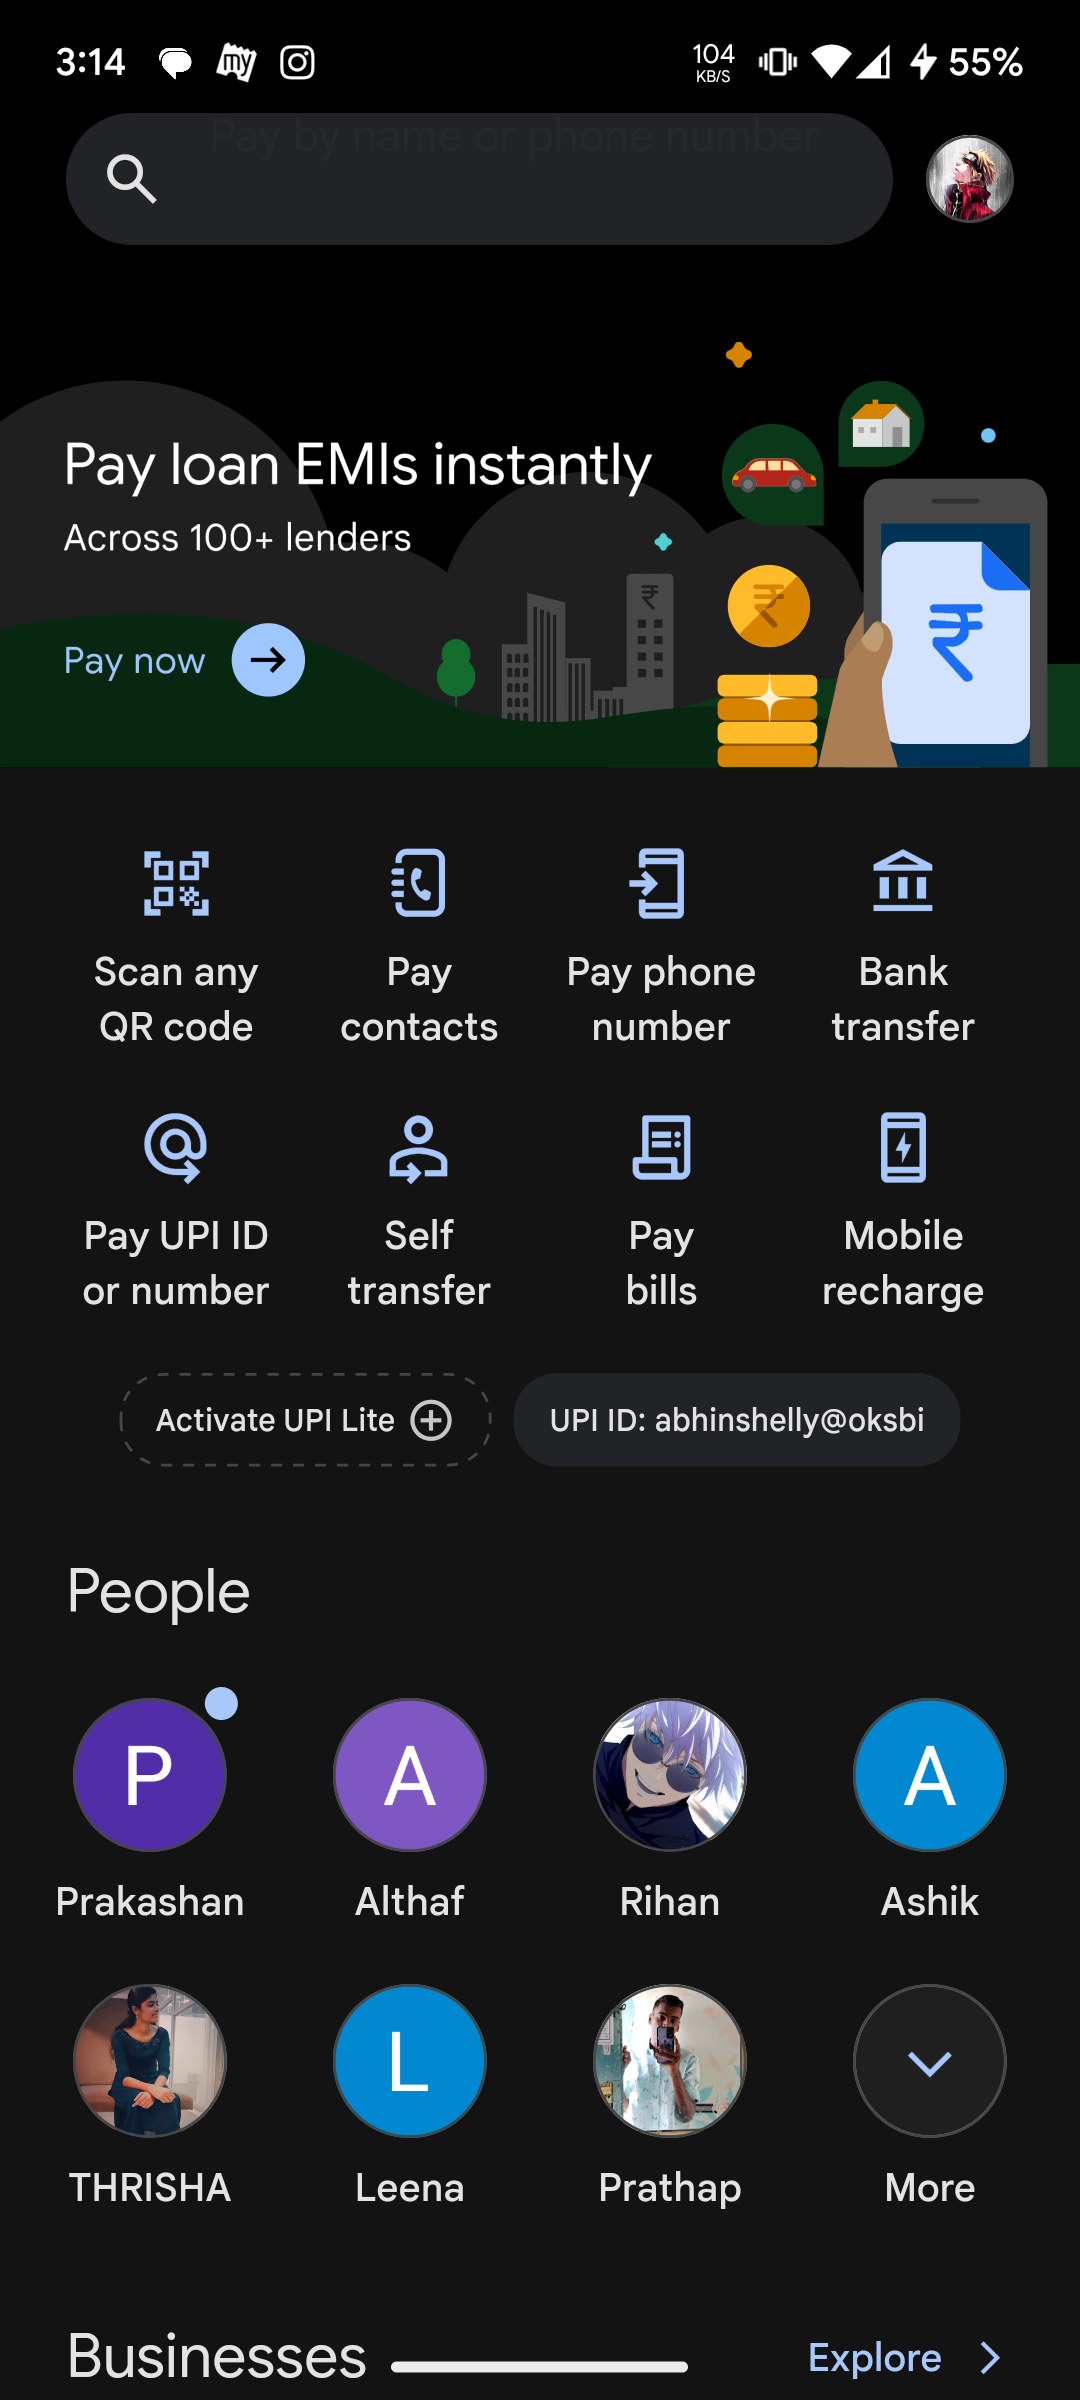 3:14
my
104
KB/S
55%
Pay by name or phone number
Pay loan EMIs instantly
Across 100+ lenders
Pay now
₹
₹
₹
Scan any
QR code
Pay
contacts
Pay phone
number
Bank
transfer
Pay UPI ID
or number
Self
transfer
Pay
bills
Mobile
recharge
Activate UPI Lite
UPI ID: abhinshelly@oksbi
People
P
A
A
Prakashan
Althaf
Rihan
Ashik
L
THRISHA
Leena
Prathap
More
Businesses
Explore